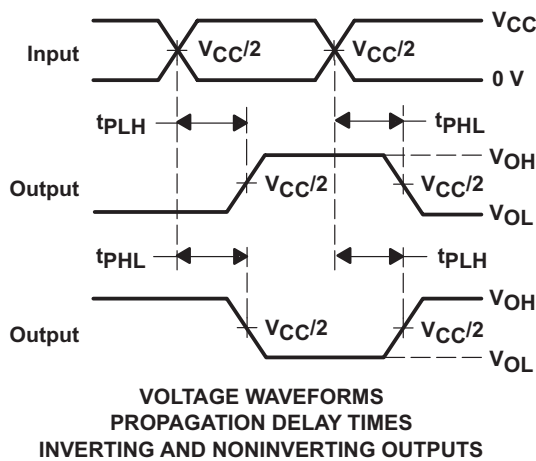 VCC
Input VCC/2 VCC/2
0 V
tPLH tPHL
VOH
Output VCC/2 VCC/2
VOL
tPHL tPLH
VOH
Output VCC/2 VCC/2
VOL
VOLTAGE WAVEFORMS
PROPAGATION DELAY TIMES
INVERTING AND NONINVERTING OUTPUTS